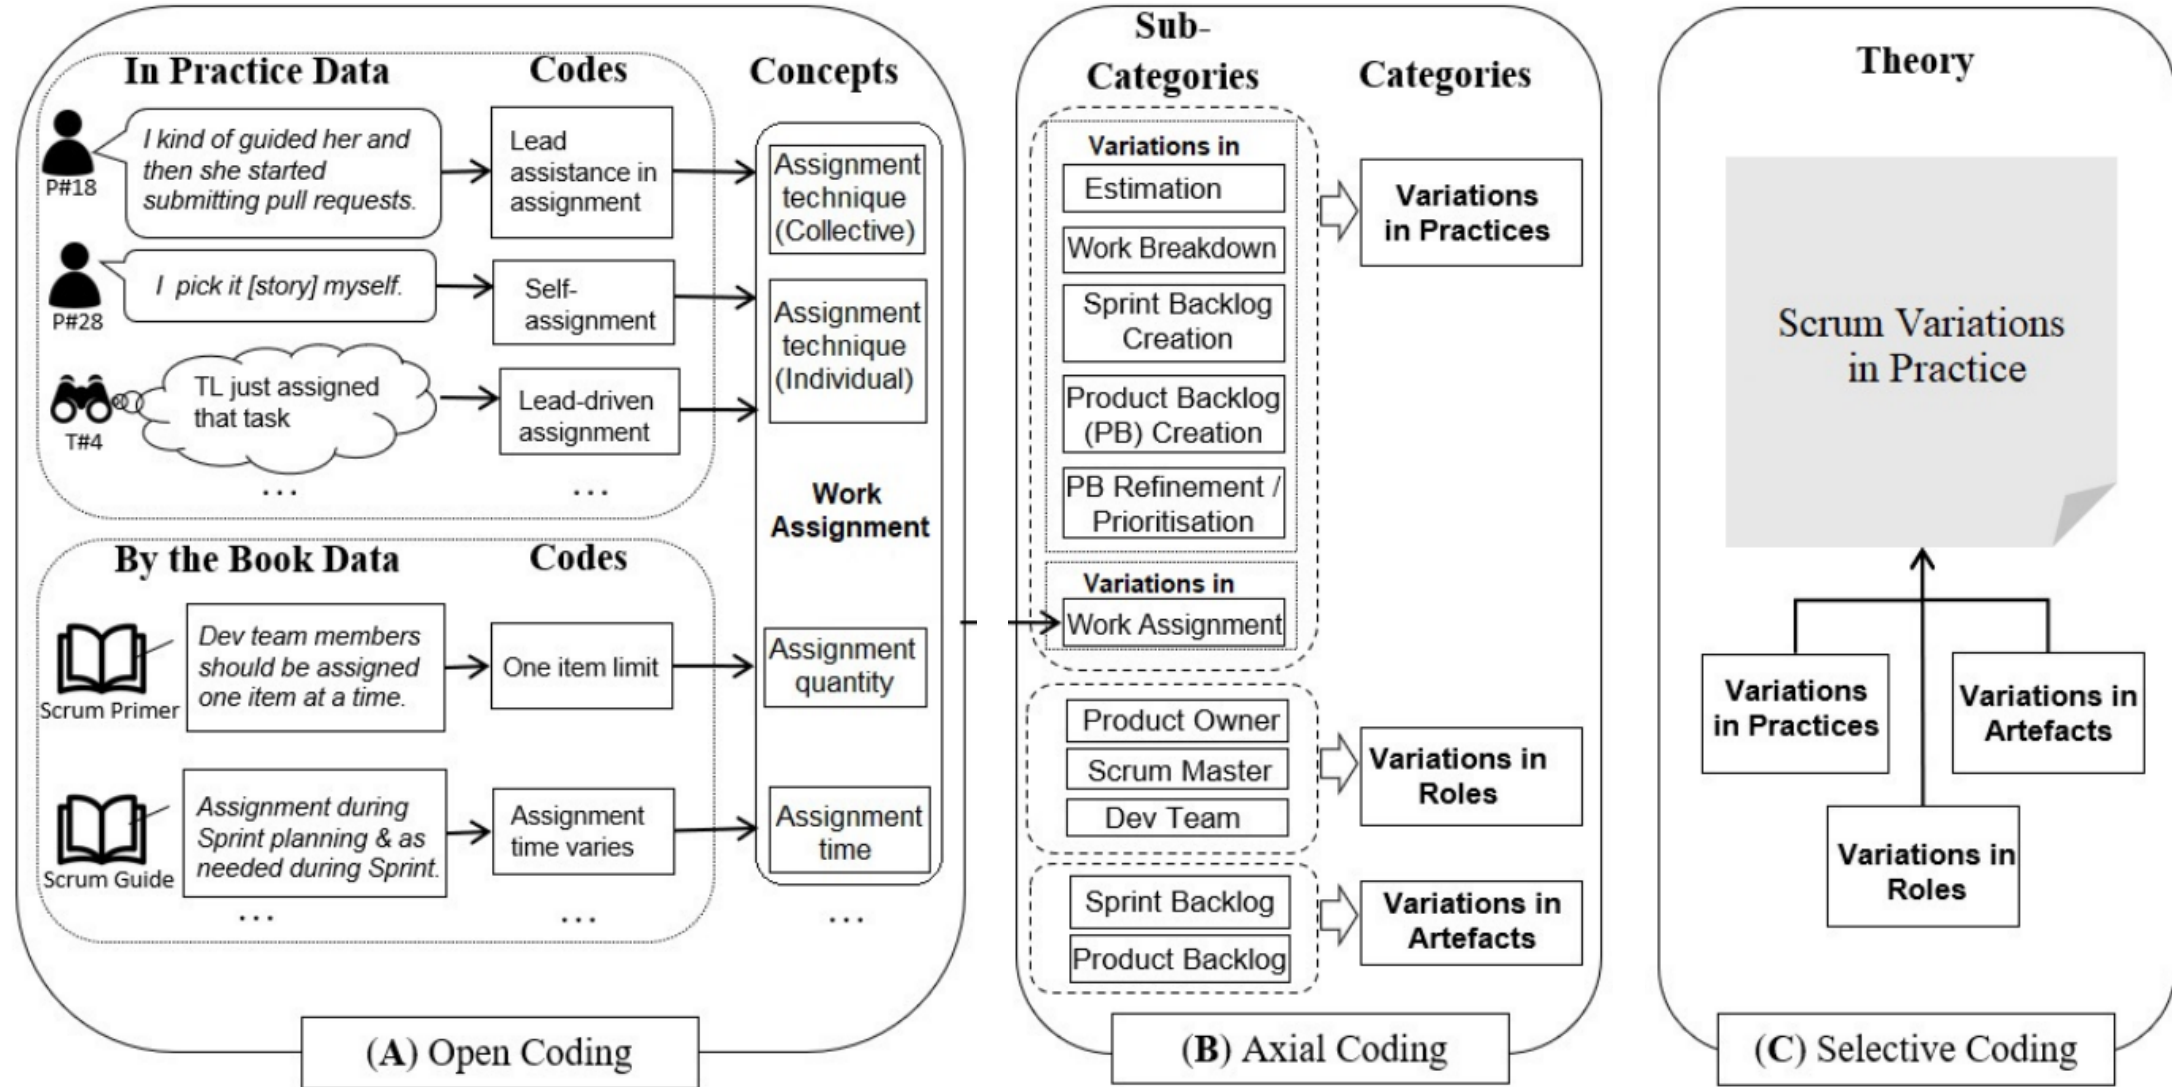 In Practice Data
Codes
Concepts
P#18
I kind of guided her and
then she started
submitting pull requests.
Lead
assistance in
assignment
Assignment
technique
(Collective)
P#28
I pick it [story] myself.
Self-
assignment
Assignment
technique
(Individual)
T#4
TL just assigned
that task
Lead-driven
assignment
...
...
Work
Assignment
By the Book Data
Codes
Scrum Primer
Dev team members
should be assigned
one item at a time.
One item limit
Assignment
quantity
Scrum Guide
Assignment during
Sprint planning & as
needed during Sprint.
Assignment
time varies
Assignment
time
...
...
...
(A) Open Coding
Sub-
Categories
Categories
Variations in
Estimation
Work Breakdown
Sprint Backlog
Creation
Product Backlog
(PB) Creation
PB Refinement /
Prioritisation
Variations in
Work Assignment
Variations
in Practices
Product Owner
Scrum Master
Dev Team
Variations in
Roles
Sprint Backlog
Product Backlog
Variations in
Artefacts
(B) Axial Coding
Theory
Scrum Variations
in Practice
Variations
in Practices
Variations in
Artefacts
Variations in
Roles
(C) Selective Coding